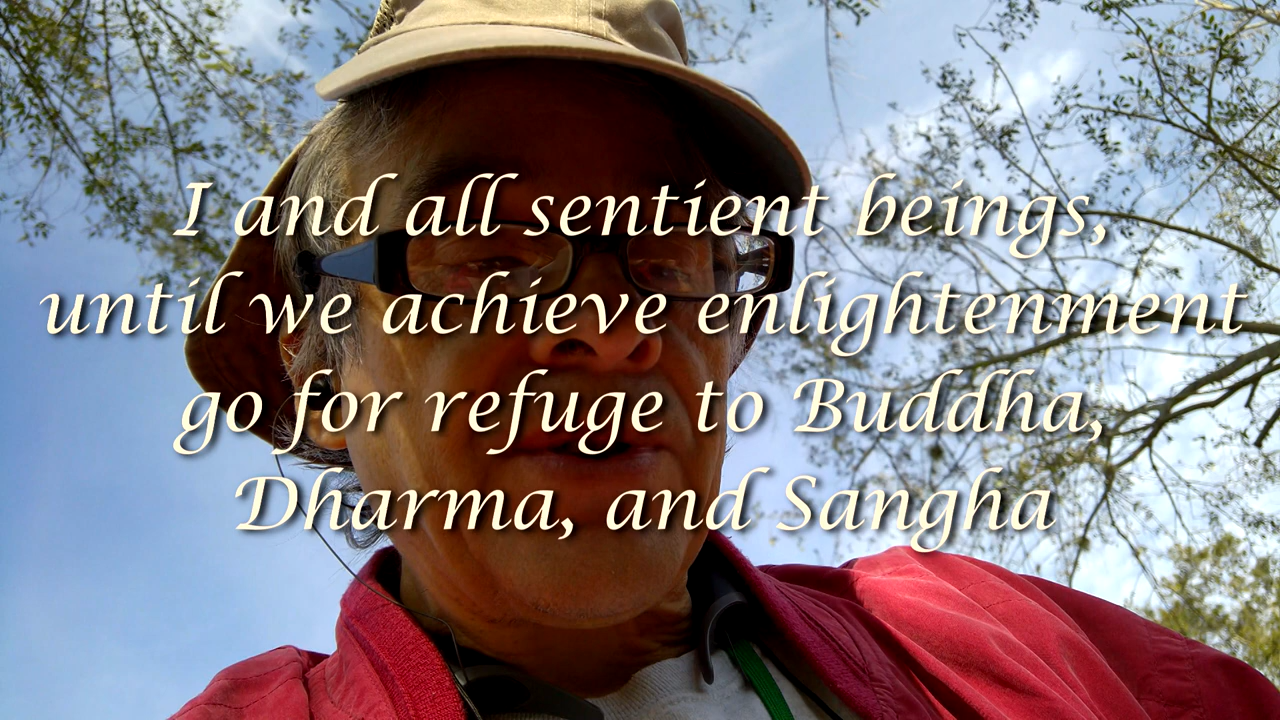 I and all sentient beings,
until we achieve enlightenment
go for refuge to Buddha,
Dharma, and Sangha